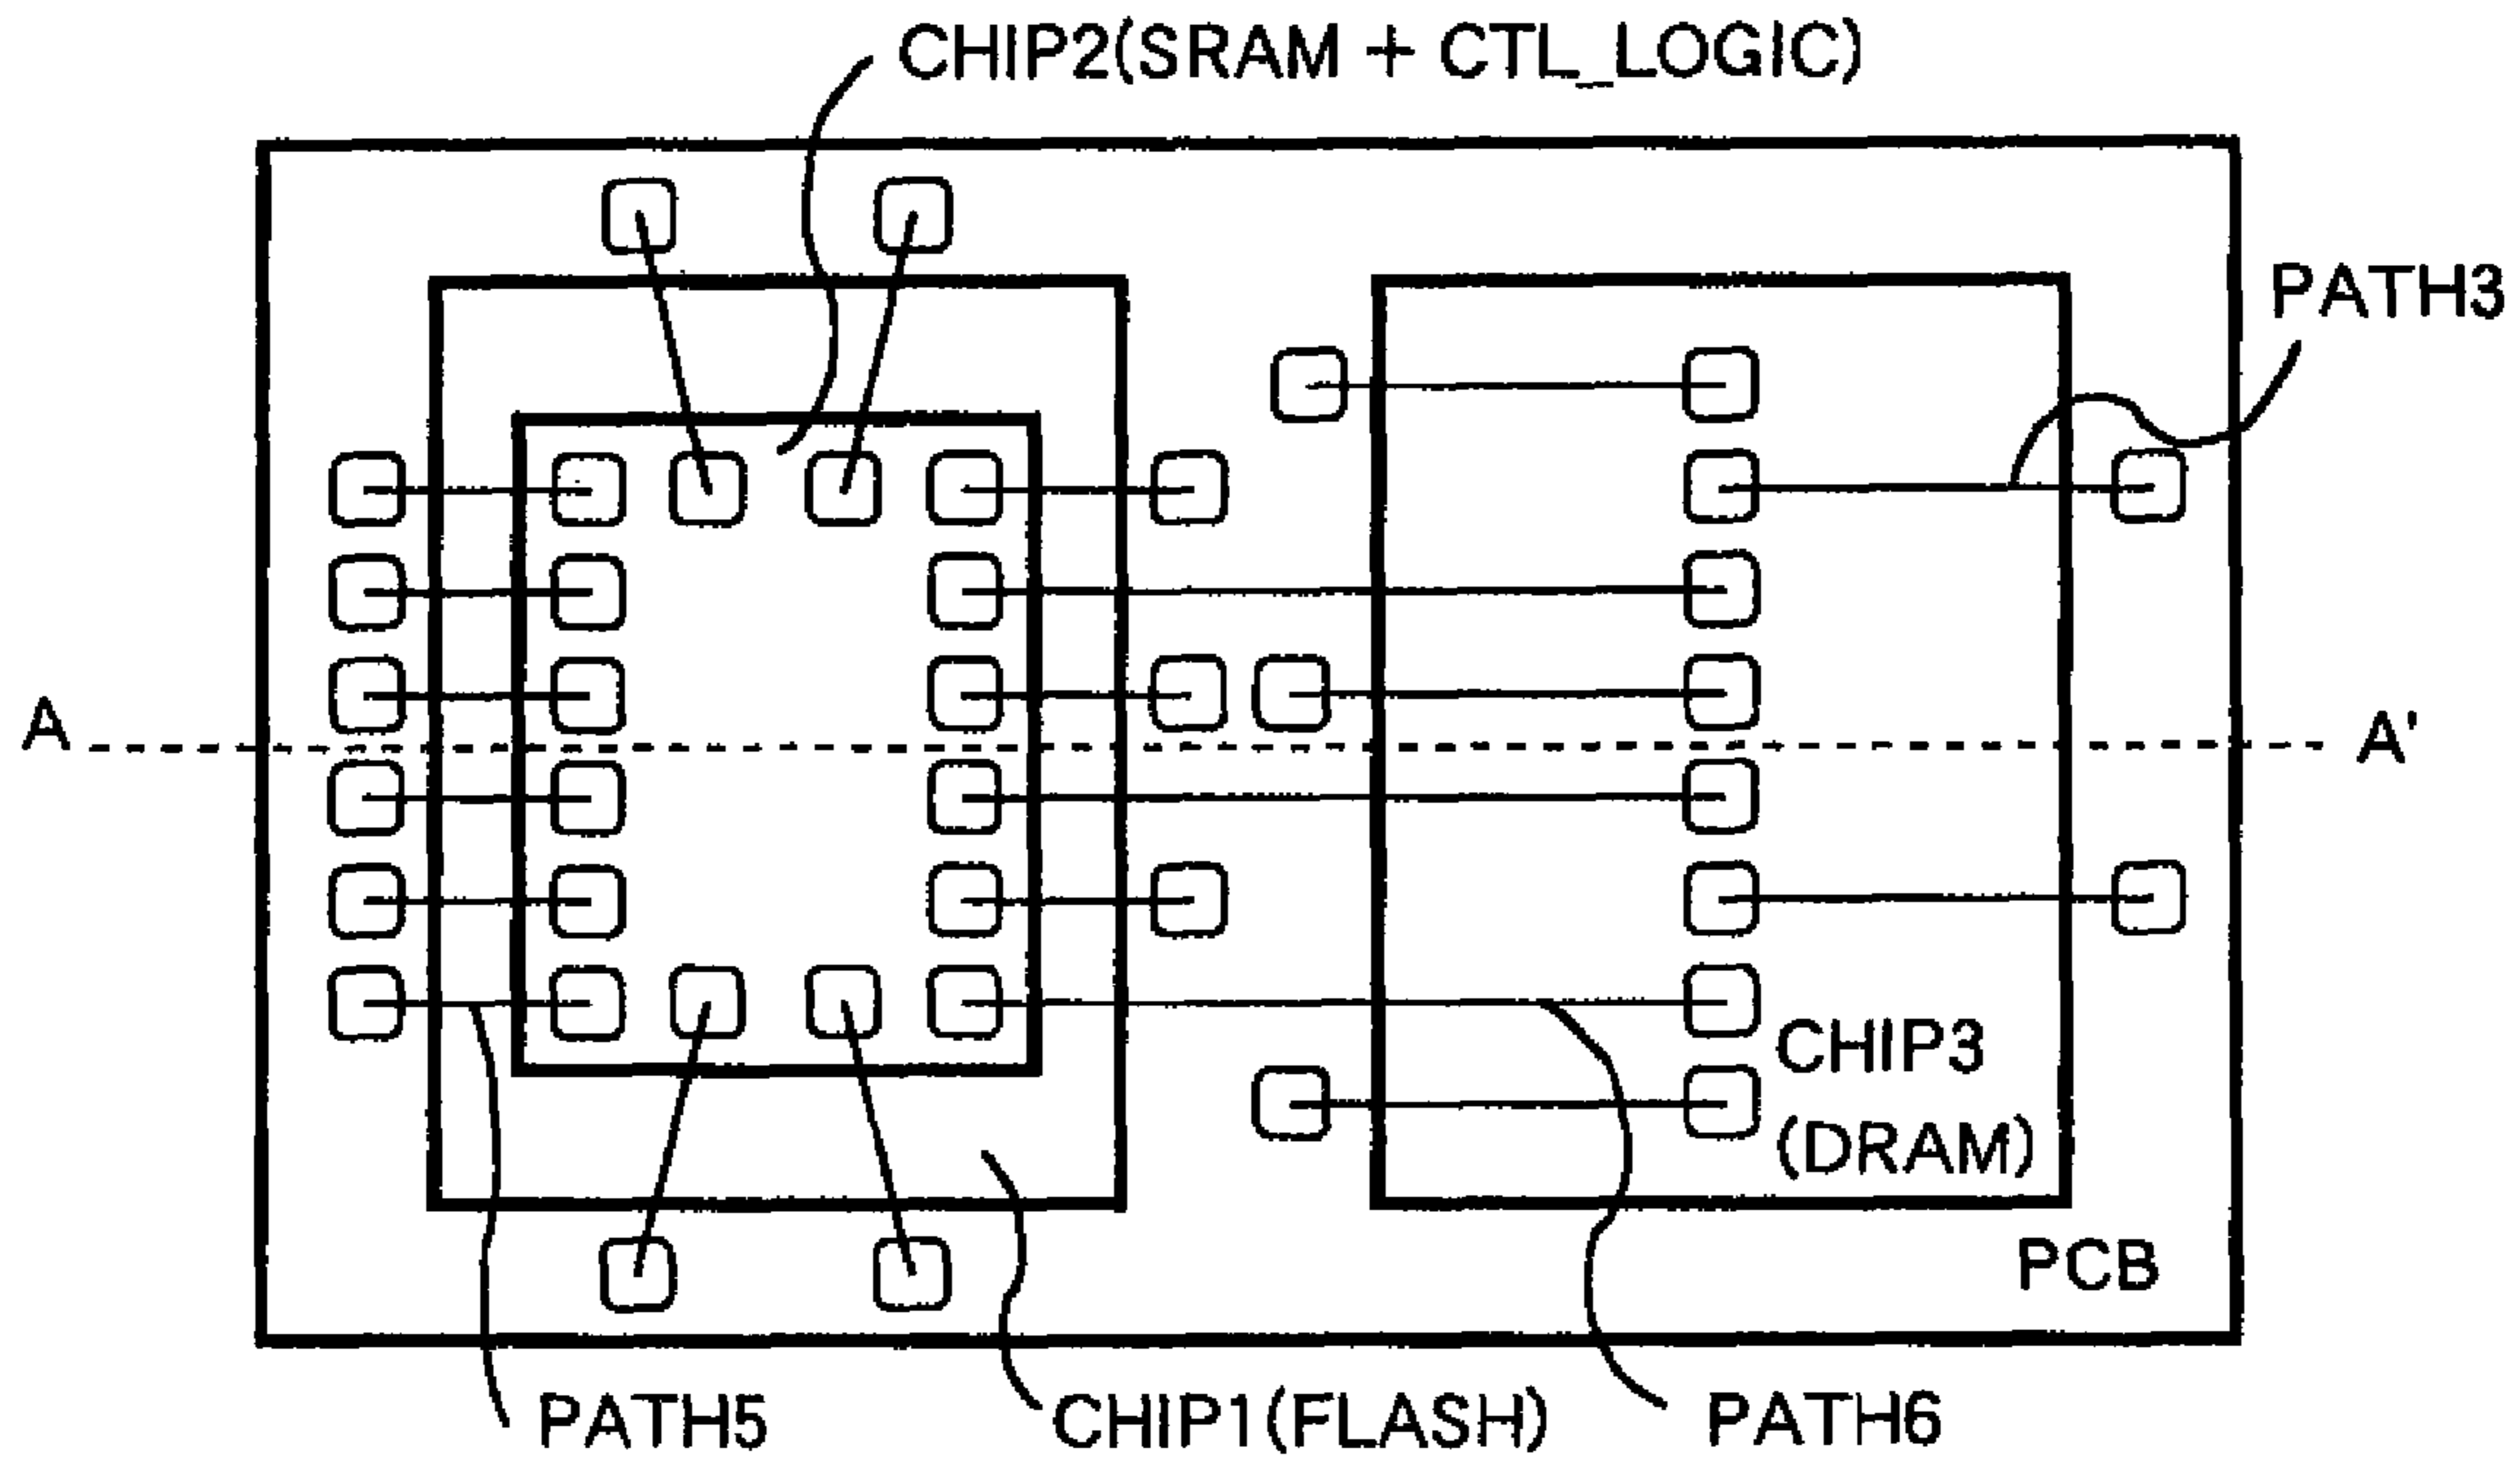 CHIP2(SRAM + CTL_LOGIC)
PATH3
A
A'
CHIP3
(DRAM)
PCB
PATH5
CHIP1(FLASH)
PATH6